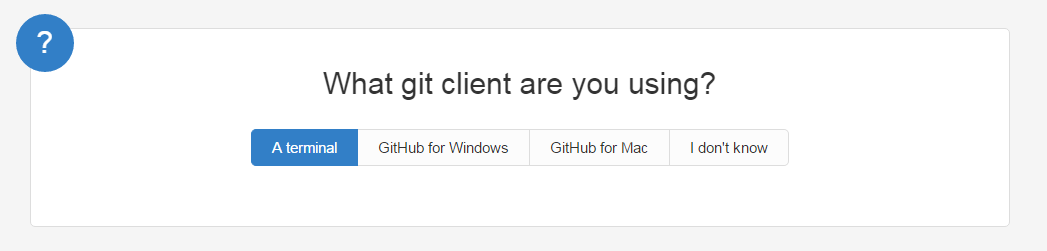 ?
What git client are you using?
A terminal GitHub for Windows GitHub for Mac I don't know